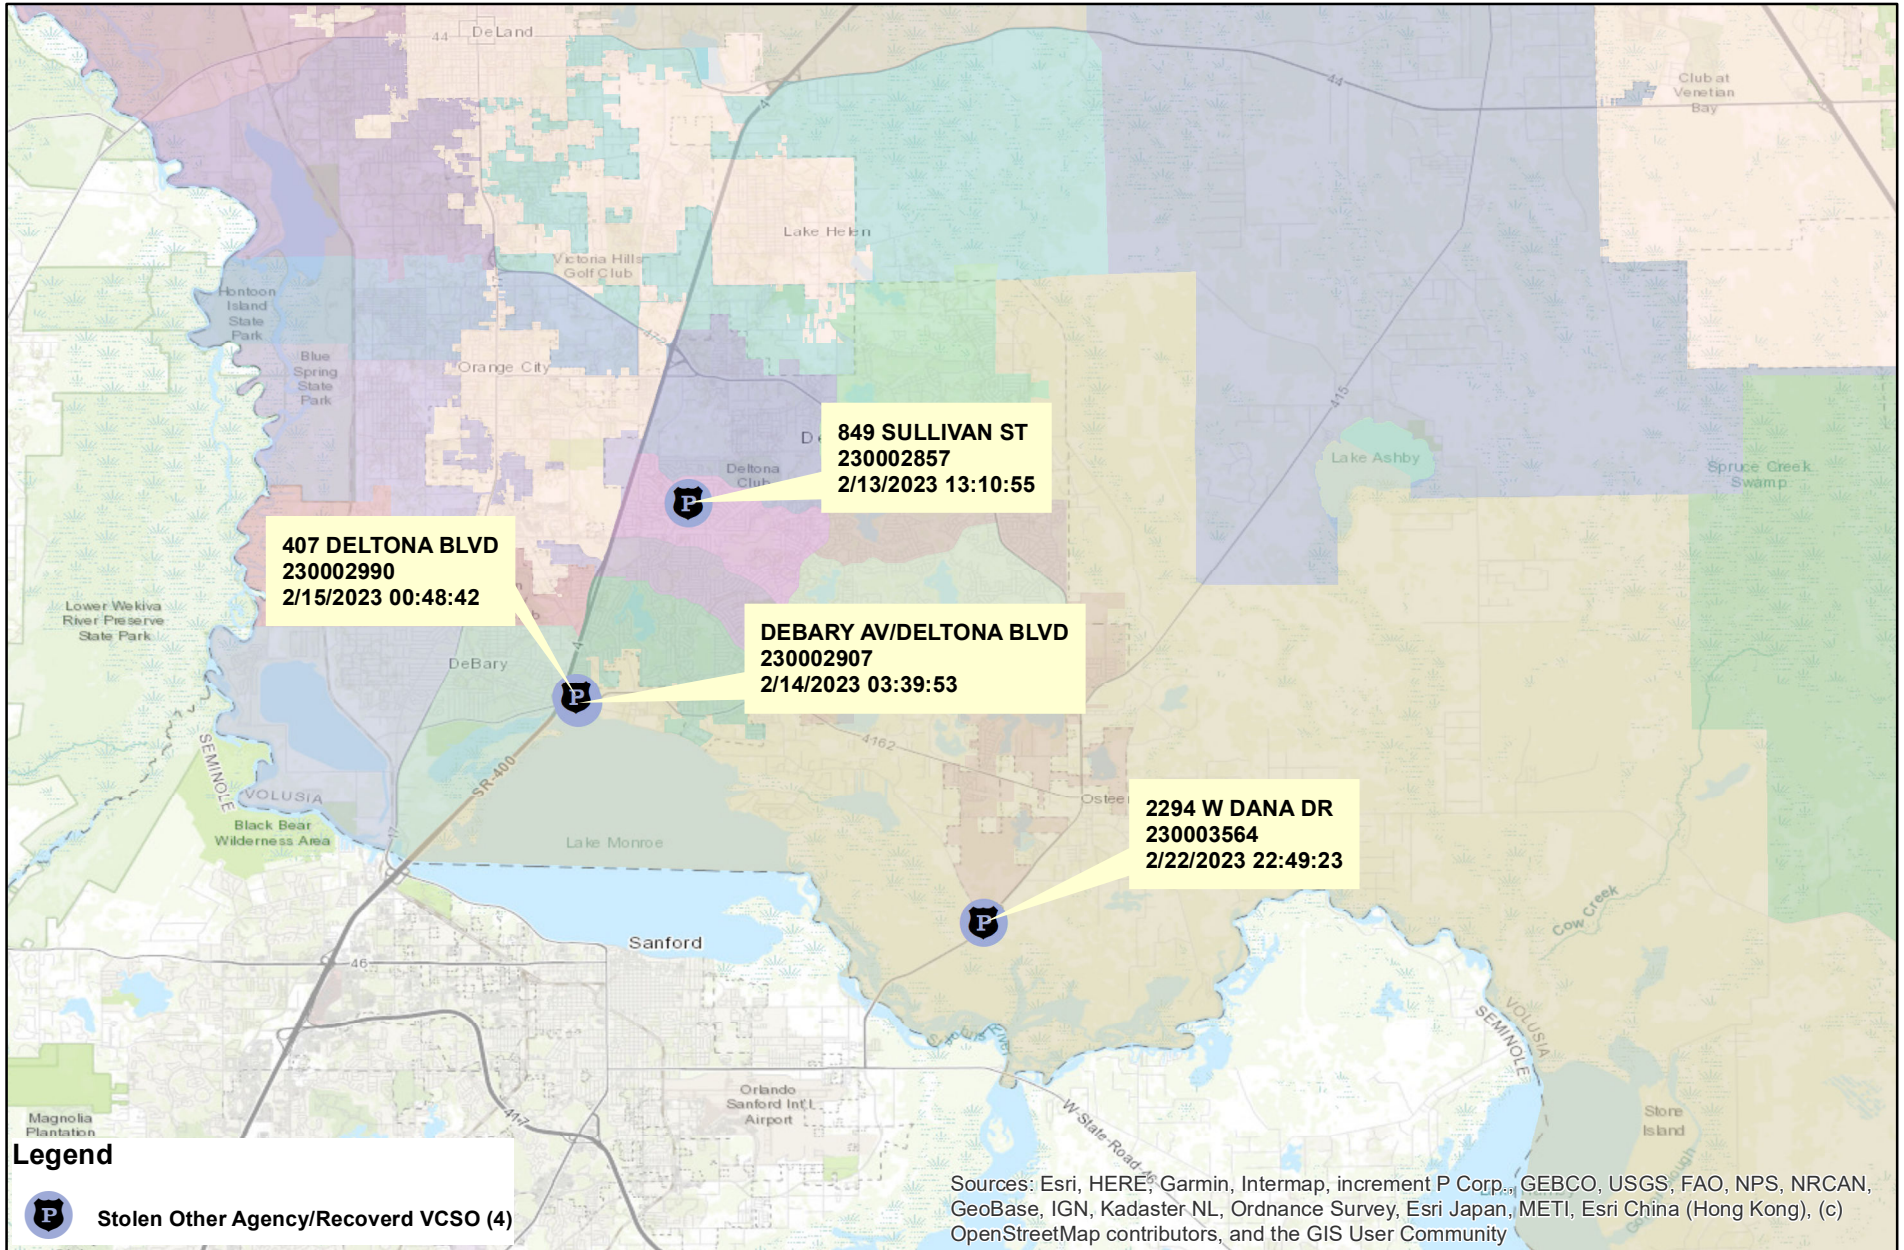 DeLand
44
44
Club at
Venetian
Bay
4
Lake Helen
Victoria Hills
Golf Club
Hontoon
Island
State
Park
472
Blue
Spring
State
Park
Orange City
415
849 SULLIVAN ST
230002857
2/13/2023 13:10:55
Deltona
Club
Lake Ashby
Spruce Creek
Swamp
407 DELTONA BLVD
230002990
2/15/2023 00:48:42
Lower Wekiva
River Preserve
State Park
DEBARY AV/DELTONA BLVD
230002907
2/14/2023 03:39:53
4
DeBary
4162
SEMINOLE
VOLUSIA
SR-400
2294 W DANA DR
230003564
2/22/2023 22:49:23
Black Bear
Wilderness Area
17
Lake Monroe
Cow Creek
Sanford
46
VOLUSIA
SEMINOLE
St Johns River
Orlando
Sanford Int'l
Airport
417
W-State-Road-46
Magnolia
Plantation
Stone
Island
Legend
P Stolen Other Agency/Recoverd VCSO (4)
Sources: Esri, HERE, Garmin, Intermap, increment P Corp., GEBCO, USGS, FAO, NPS, NRCAN,
GeoBase, IGN, Kadaster NL, Ordnance Survey, Esri Japan, METI, Esri China (Hong Kong), (c)
OpenStreetMap contributors, and the GIS User Community